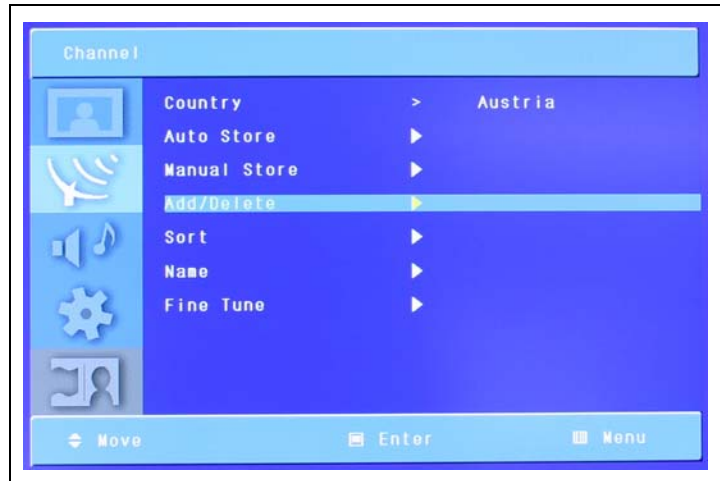 Channel
Country > Austria
Auto Store
Manual Store
Add/Delete
Sort
Name
Fine Tune
Move Enter Menu